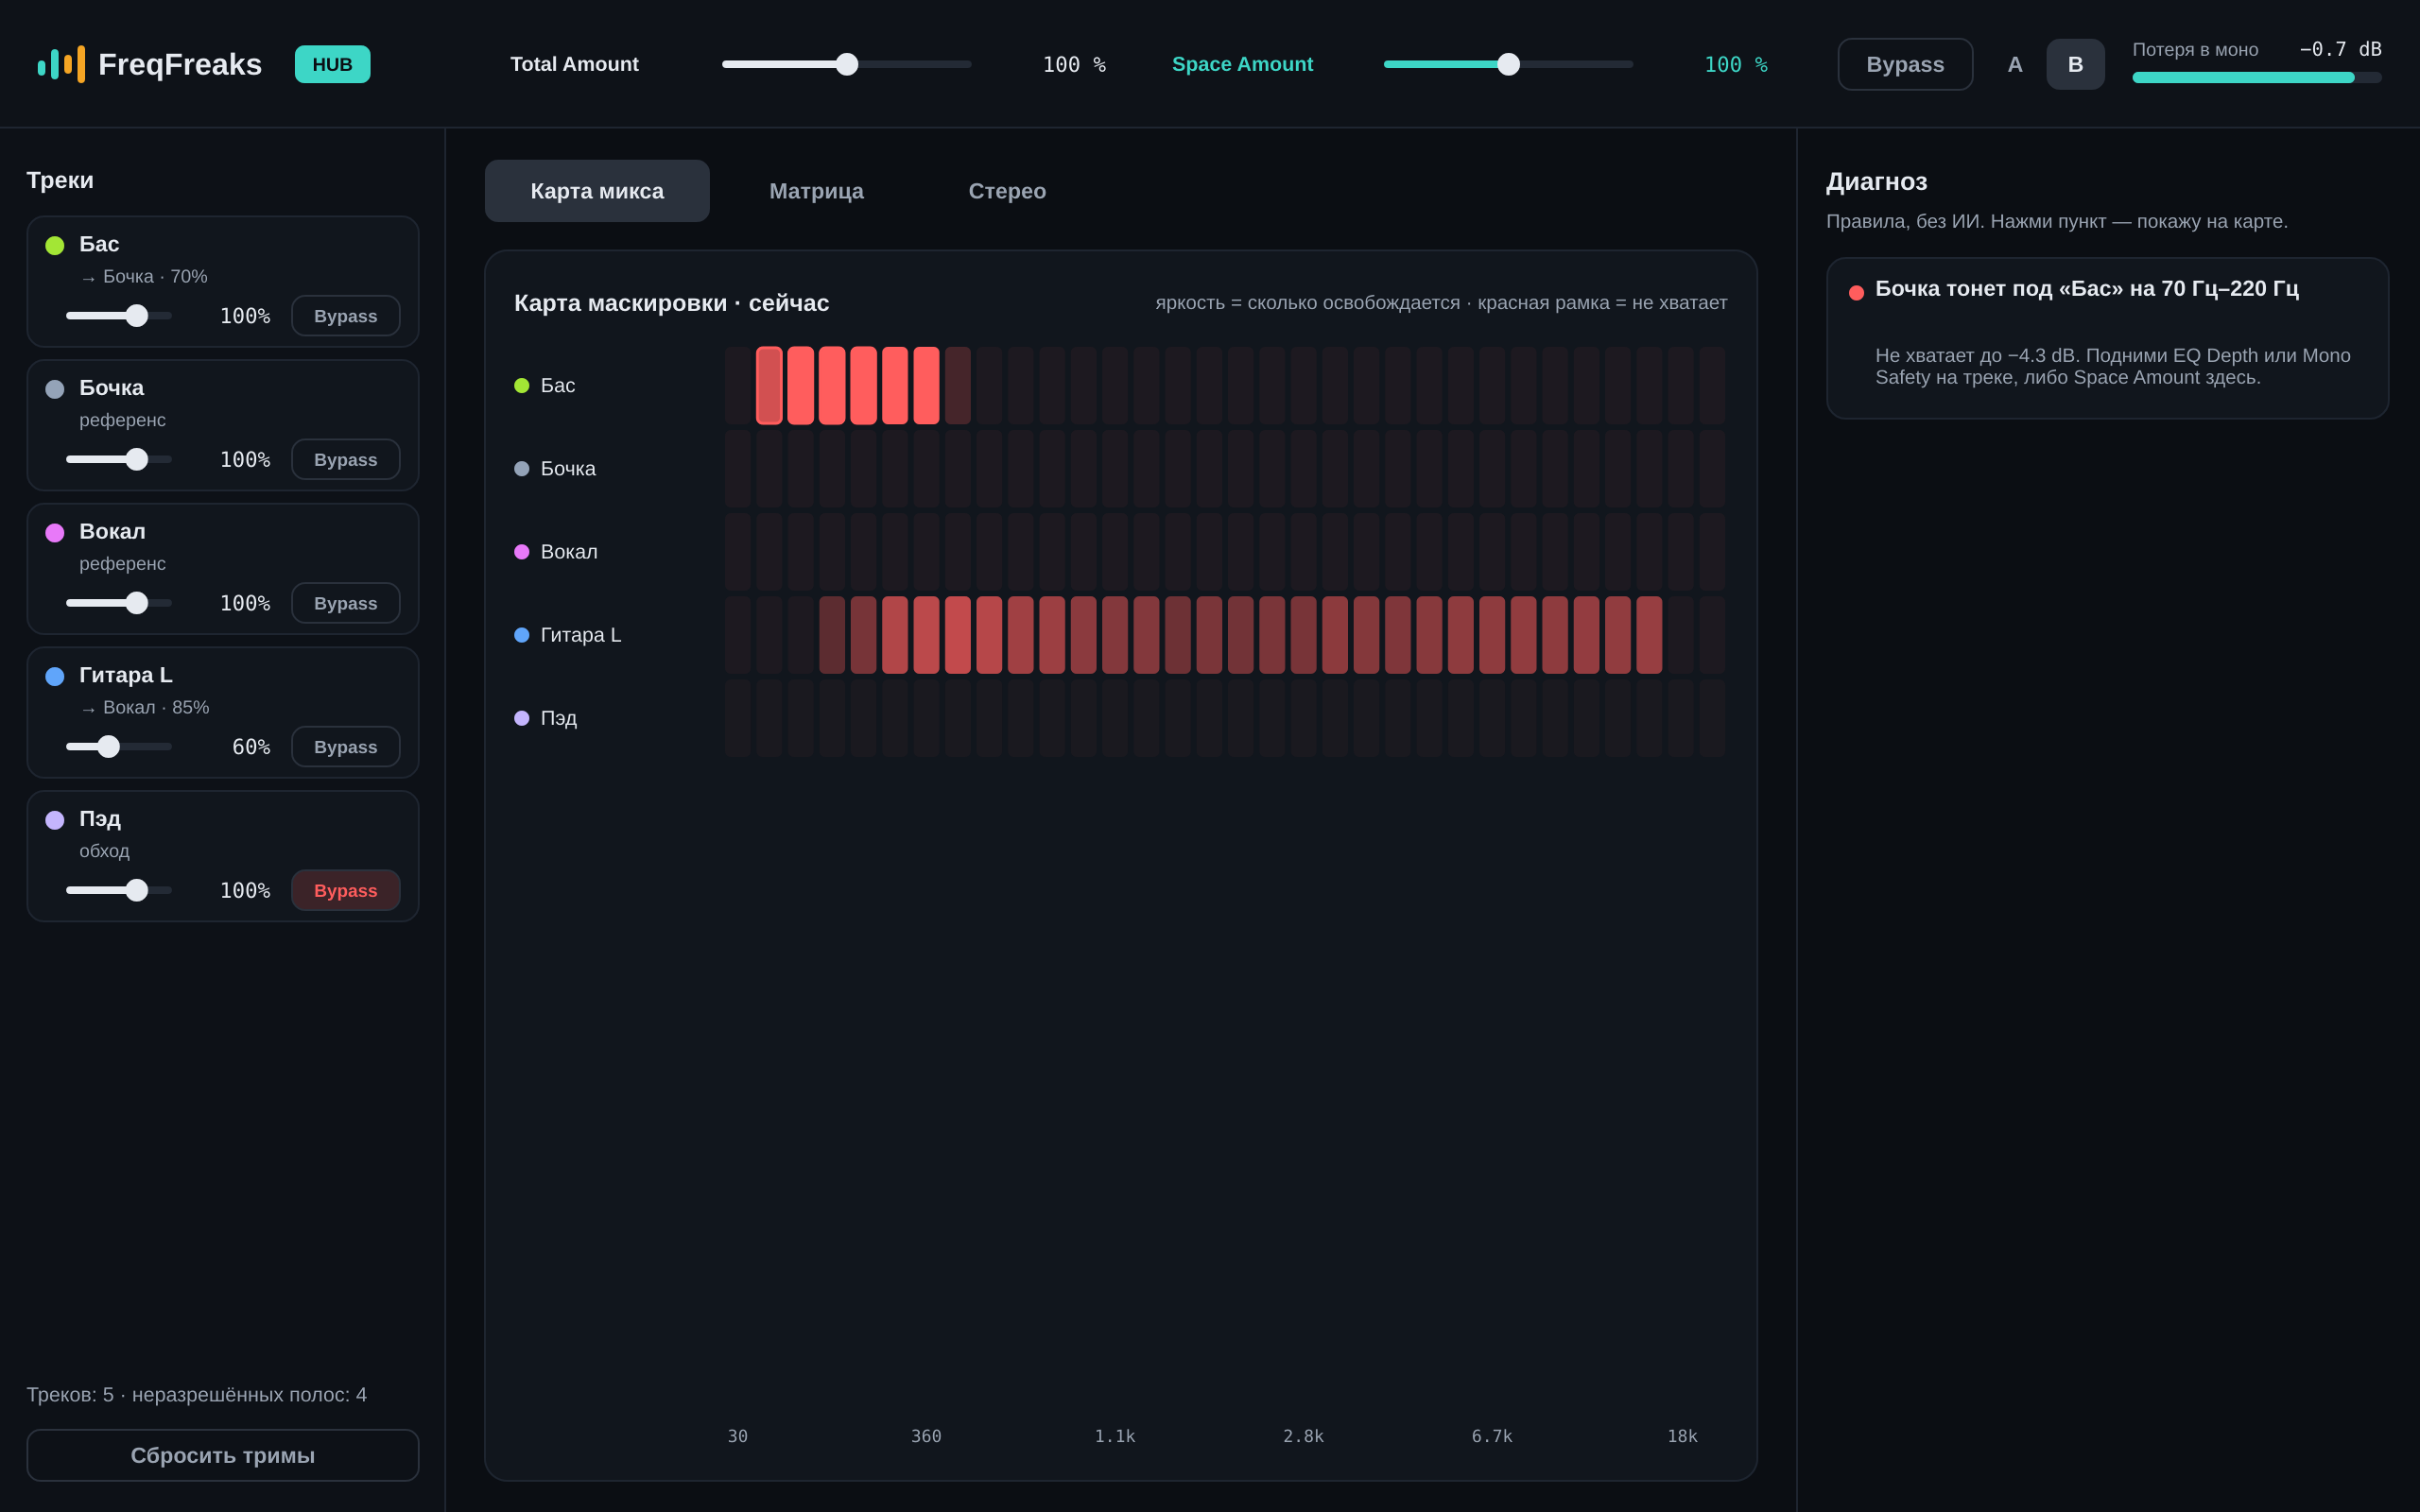 FreqFreaks
HUB
Total Amount
100 %
Space Amount
100 %
Bypass
A
B
Потеря в моно
−0.7 dB
Треки
Бас
→ Бочка · 70%
100%
Bypass
Бочка
референс
100%
Bypass
Вокал
референс
100%
Bypass
Гитара L
→ Вокал · 85%
60%
Bypass
Пэд
обход
100%
Bypass
Треков: 5 · неразрешённых полос: 4
Сбросить тримы
Карта микса
Матрица
Стерео
Карта маскировки · сейчас
яркость = сколько освобождается · красная рамка = не хватает
Бас
Бочка
Вокал
Гитара L
Пэд
30
360
1.1k
2.8k
6.7k
18k
Диагноз
Правила, без ИИ. Нажми пункт — покажу на карте.
Бочка тонет под «Бас» на 70 Гц–220 Гц
Не хватает до −4.3 dB. Подними EQ Depth или Mono
Safety на треке, либо Space Amount здесь.